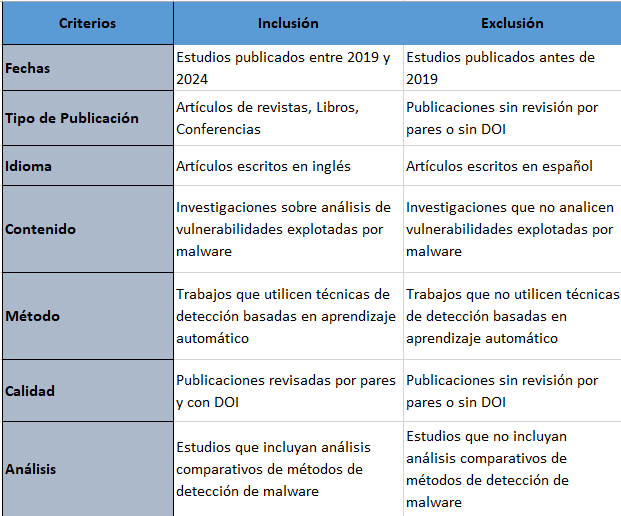 Criterios Inclusión Exclusión
Fechas
Estudios publicados entre 2019 y
2024
Estudios publicados antes de
2019
Tipo de Publicación
Artículos de revistas, Libros,
Conferencias
Publicaciones sin revisión por
pares o sin DOI
Idioma
Artículos escritos en inglés
Artículos escritos en español
Contenido
Investigaciones sobre análisis de
vulnerabilidades explotadas por
malware
Investigaciones que no analicen
vulnerabilidades explotadas por
malware
Método
Trabajos que utilicen técnicas de
detección basadas en aprendizaje
automático
Trabajos que no utilicen técnicas
de detección basadas en
aprendizaje automático
Calidad
Publicaciones revisadas por pares
y con DOI
Publicaciones sin revisión por
pares o sin DOI
Análisis
Estudios que incluyan análisis
comparativos de métodos de
detección de malware
Estudios que no incluyan
análisis comparativos de
métodos de detección de
malware